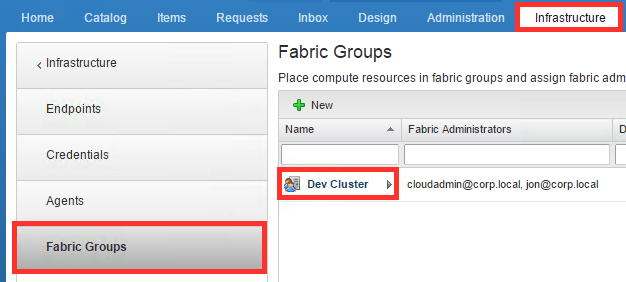 Home Catalog Items Requests Inbox Design Administration Infrastructure
Infrastructure
Endpoints
Credentials
Agents
Fabric Groups
Fabric Groups
Place compute resources in fabric groups and assign fabric adm
New
Name Fabric Administrators D
Dev Cluster cloudadmin@corp.local, jon@corp.local